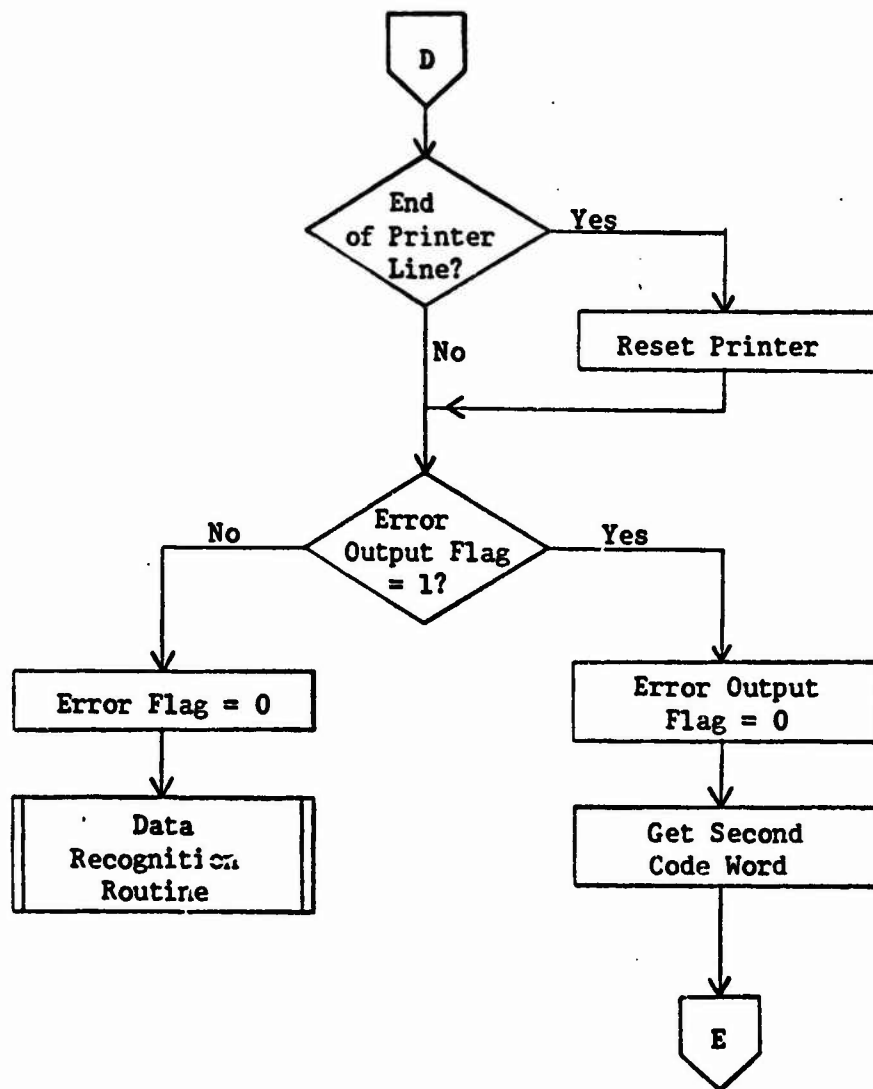 D
End
of Printer
Line?
Yes
No
Reset Printer
Error
Output Flag
= 1?
No
Yes
Error Flag = 0
Error Output
Flag = 0
Data
Recognition
Routine
Get Second
Code Word
E